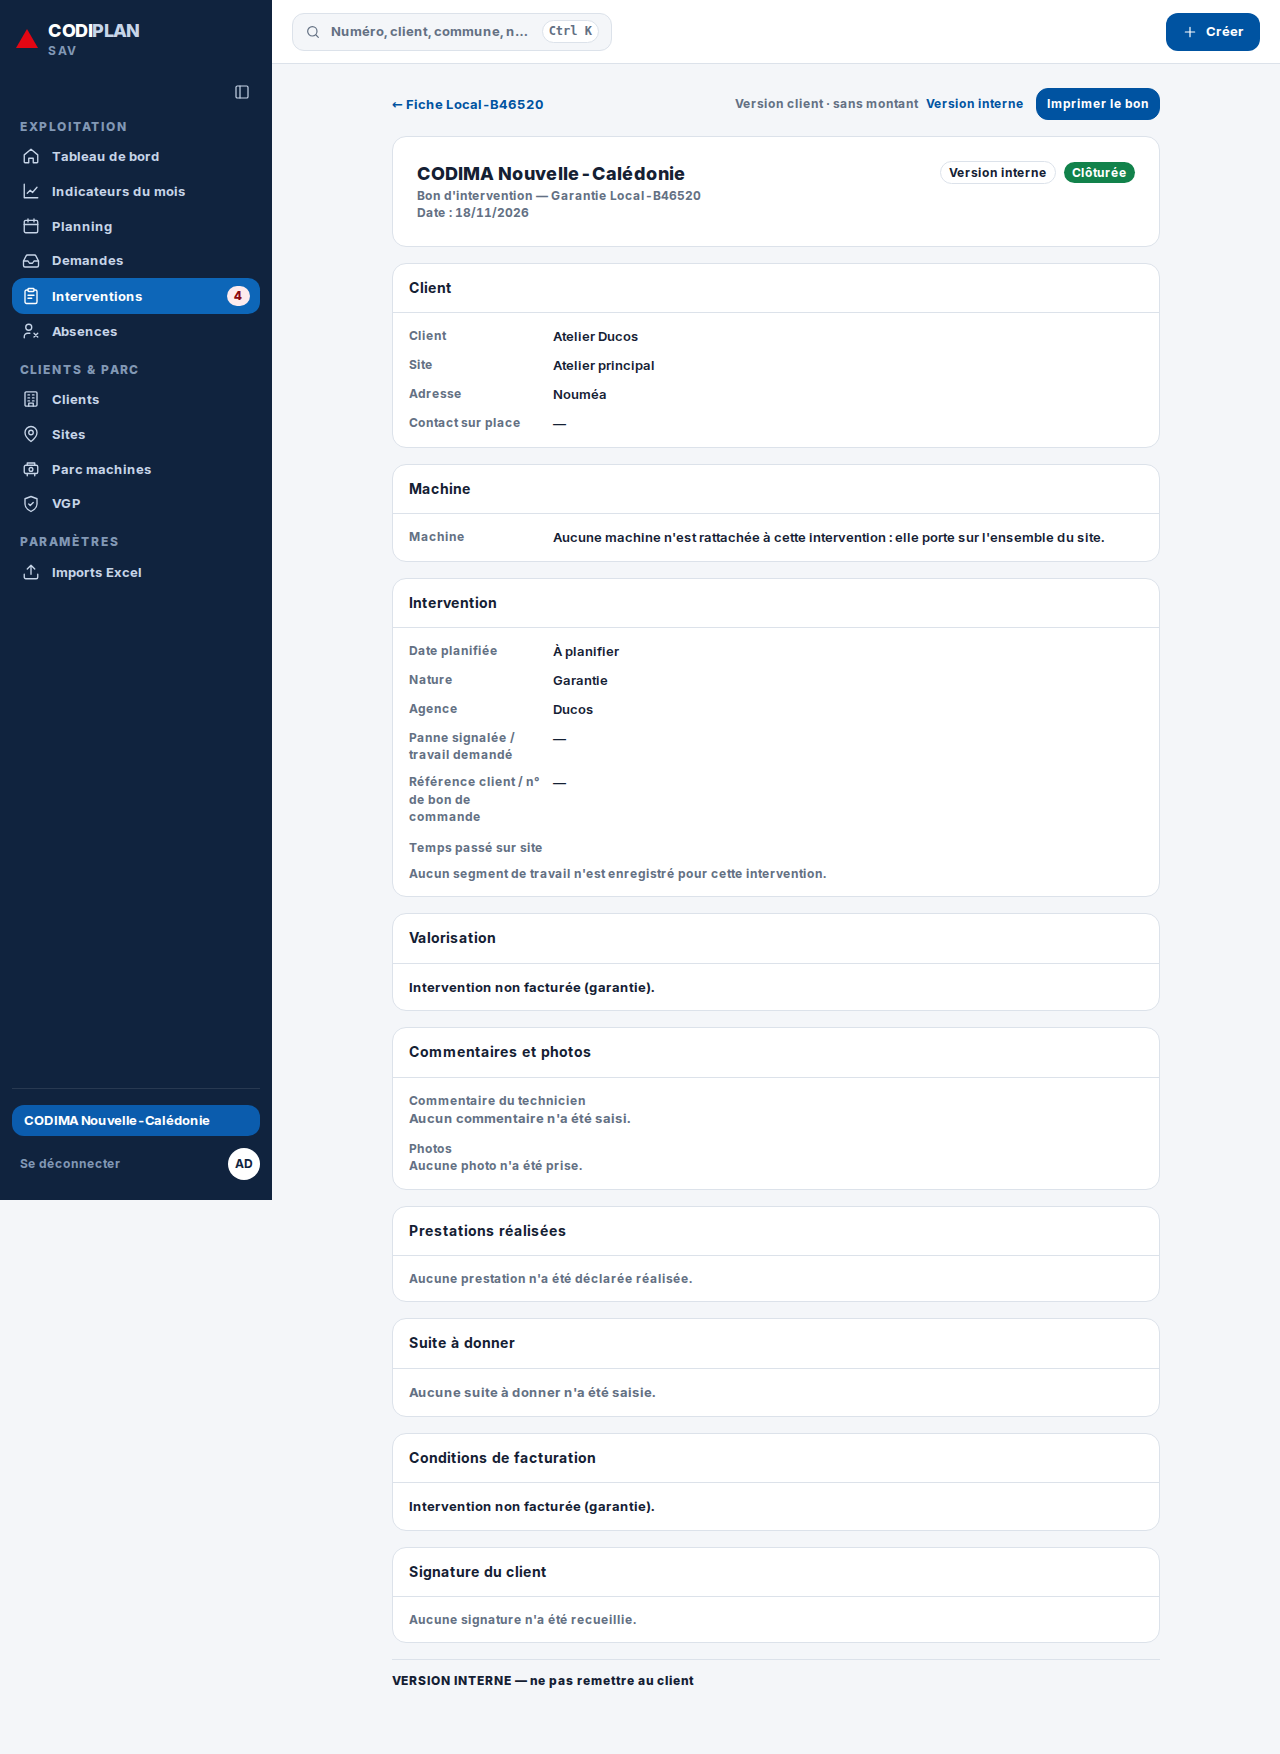 CODIPLAN
SAV
EXPLOITATION
Tableau de bord
Indicateurs du mois
Planning
Demandes
Interventions 4
Absences
CLIENTS & PARC
Clients
Sites
Parc machines
VGP
PARAMÈTRES
Imports Excel
CODIMA Nouvelle-Calédonie
Se déconnecter AD
Numéro, client, commune, n… Ctrl K
Créer
← Fiche Local-B46520
Version client · sans montant Version interne Imprimer le bon
CODIMA Nouvelle-Calédonie
Version interne Clôturée
Bon d'intervention — Garantie Local-B46520
Date : 18/11/2026
Client
Client Atelier Ducos
Site Atelier principal
Adresse Nouméa
Contact sur place —
Machine
Machine Aucune machine n'est rattachée à cette intervention : elle porte sur l'ensemble du site.
Intervention
Date planifiée À planifier
Nature Garantie
Agence Ducos
Panne signalée / —
travail demandé
Référence client / n° —
de bon de
commande
Temps passé sur site
Aucun segment de travail n'est enregistré pour cette intervention.
Valorisation
Intervention non facturée (garantie).
Commentaires et photos
Commentaire du technicien
Aucun commentaire n'a été saisi.
Photos
Aucune photo n'a été prise.
Prestations réalisées
Aucune prestation n'a été déclarée réalisée.
Suite à donner
Aucune suite à donner n'a été saisie.
Conditions de facturation
Intervention non facturée (garantie).
Signature du client
Aucune signature n'a été recueillie.
VERSION INTERNE — ne pas remettre au client